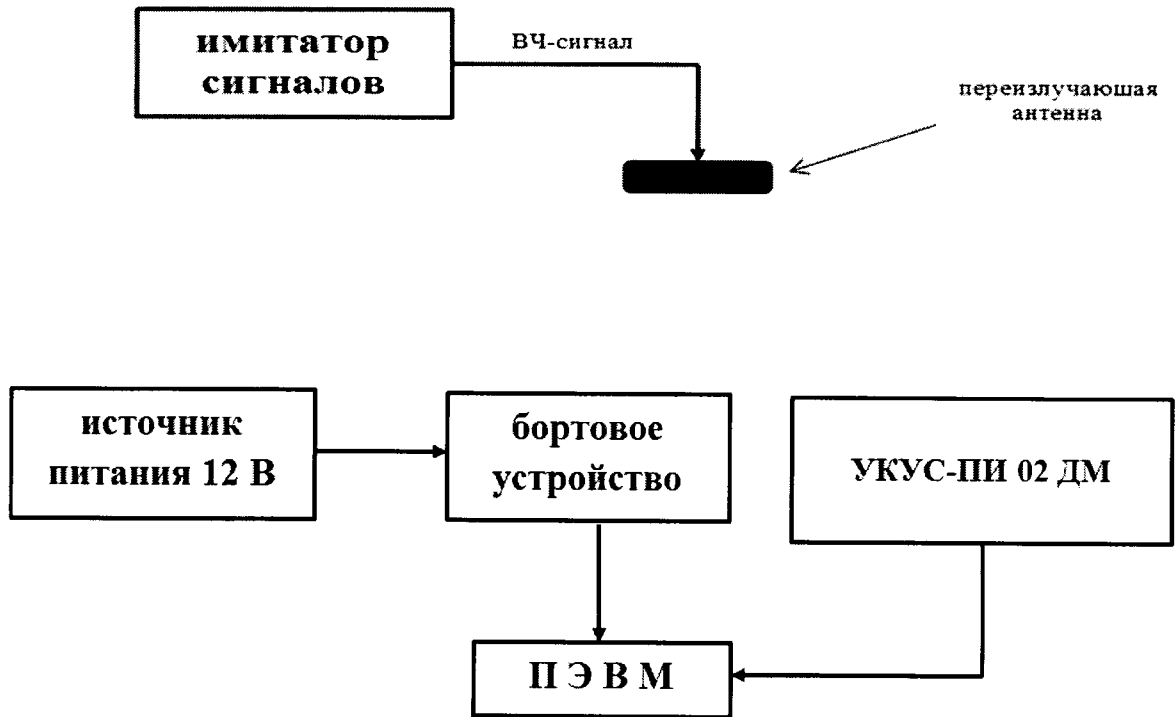 имитатор
сигналов
ВЧ-сигнал
переизлучающая
антенна
источник
питания 12 В
бортовое
устройство
УКУС-ПИ 02 ДМ
П Э В М